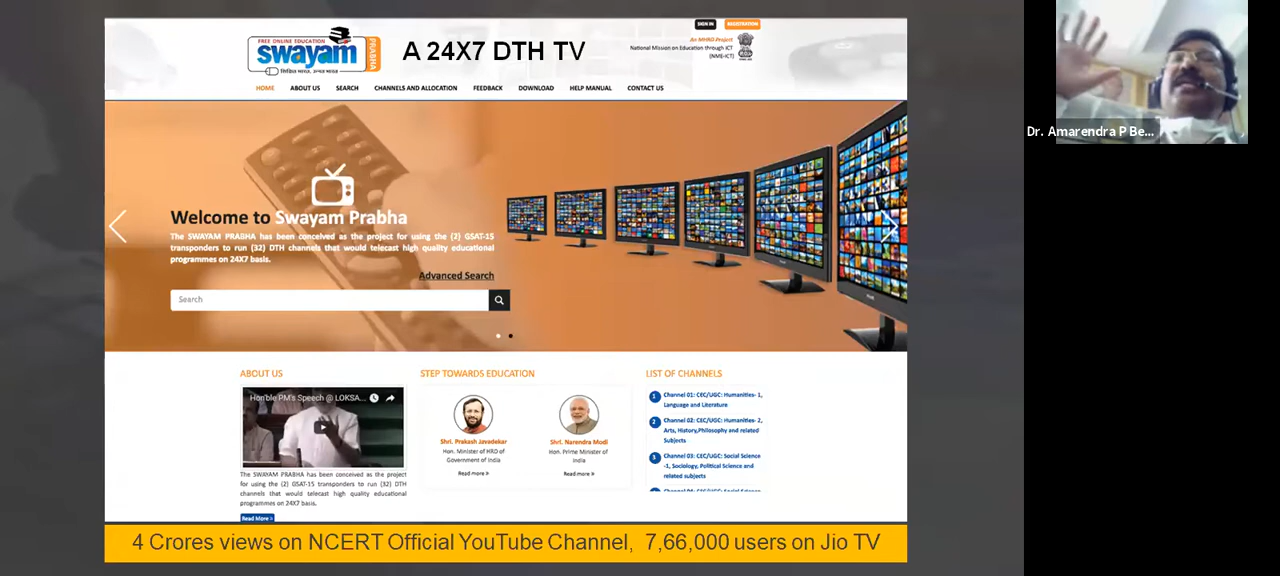 SIGN IN
REGISTRATION
FREE ONLINE EDUCATION
swayam
PRABHA
A 24X7 DTH TV
An MHRD Project
National Mission on Education through ICT
(NME-ICT)
HOME ABOUT US SEARCH CHANNELS AND ALLOCATION FEEDBACK DOWNLOAD HELP MANUAL CONTACT US
Dr. Amarendra P Be...
Welcome to Swayam Prabha
The SWAYAM PRABHA has been conceived as the project for using the (2) GSAT-15
transponders to run (32) DTH channels that would telecast high quality educational
programmes on 24X7 basis.
Advanced Search
Search
ABOUT US
Hon'ble PM's Speech @ LOKSA...
The SWAYAM PRABHA has been conceived as the project
for using the (2) GSAT-15 transponders to run (32) DTH
channels that would telecast high quality educational
programmes on 24X7 basis.
Read More >
STEP TOWARDS EDUCATION
Shri. Prakash Javadekar
Hon. Minister of HRD of
Government of India
Read more »
Shri. Narendra Modi
Hon. Prime Minister of
India
Read more »
LIST OF CHANNELS
1 Channel 01: CEC/UGC: Humanities- 1,
Language and Literature
2 Channel 02: CEC/UGC: Humanities- 2,
Arts, History,Philosophy and related
Subjects
3 Channel 03: CEC/UGC: Social Science
-1, Sociology, Political Science and
related subjects
Channel 04: CEC/UGC: Social Science
4 Crores views on NCERT Official YouTube Channel, 7,66,000 users on Jio TV